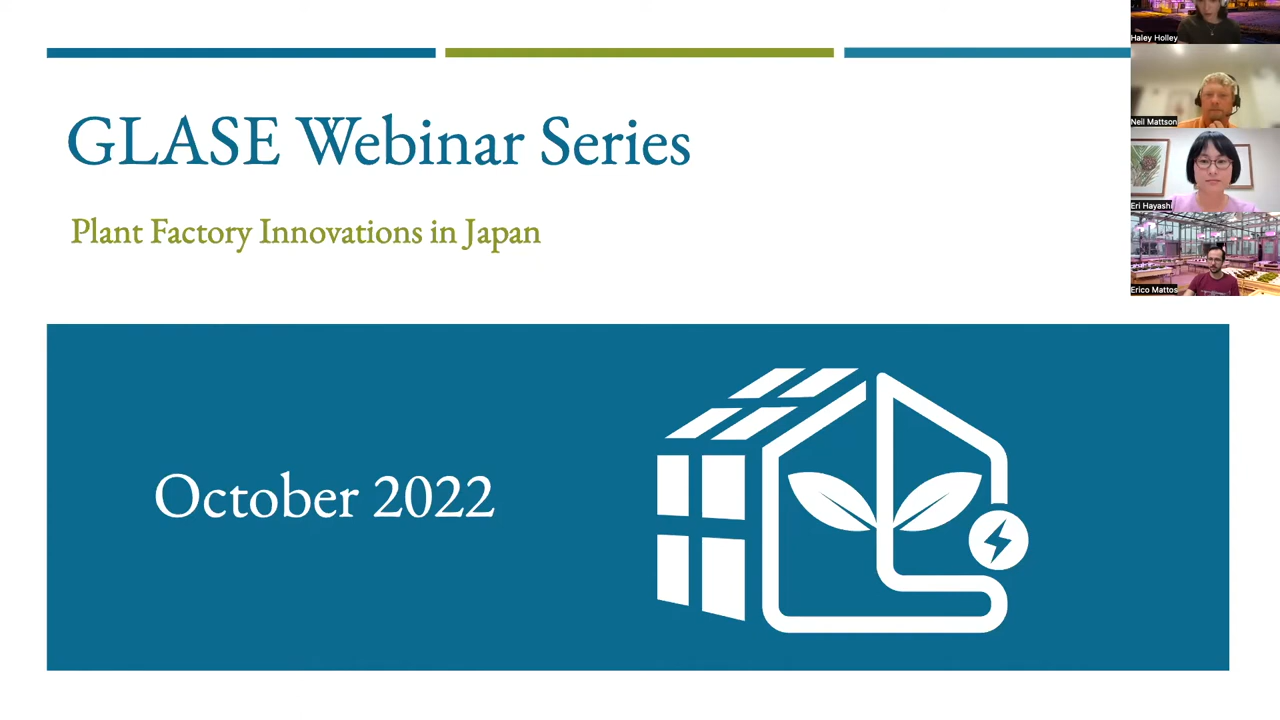 GLASE Webinar Series
Plant Factory Innovations in Japan
October 2022
Haley Holley
Neil Mattson
Eri Hayashi
Erico Mattos